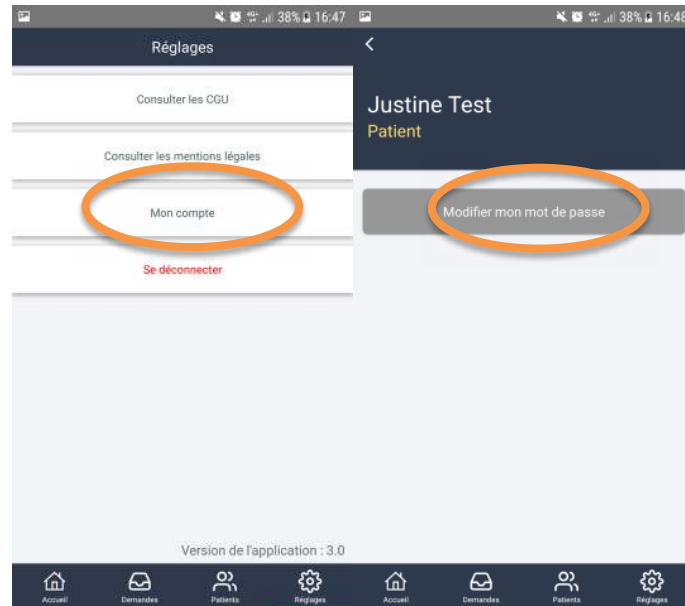 38% 16:47
Réglages
Consulter les CGU
Consulter les mentions légales
Mon compte
Se déconnecter
Version de l'application : 3.0
Accueil
Demandes
Patients
Réglages
38% 16:48
Justine Test
Patient
Modifier mon mot de passe
Accueil
Demandes
Patients
Réglages